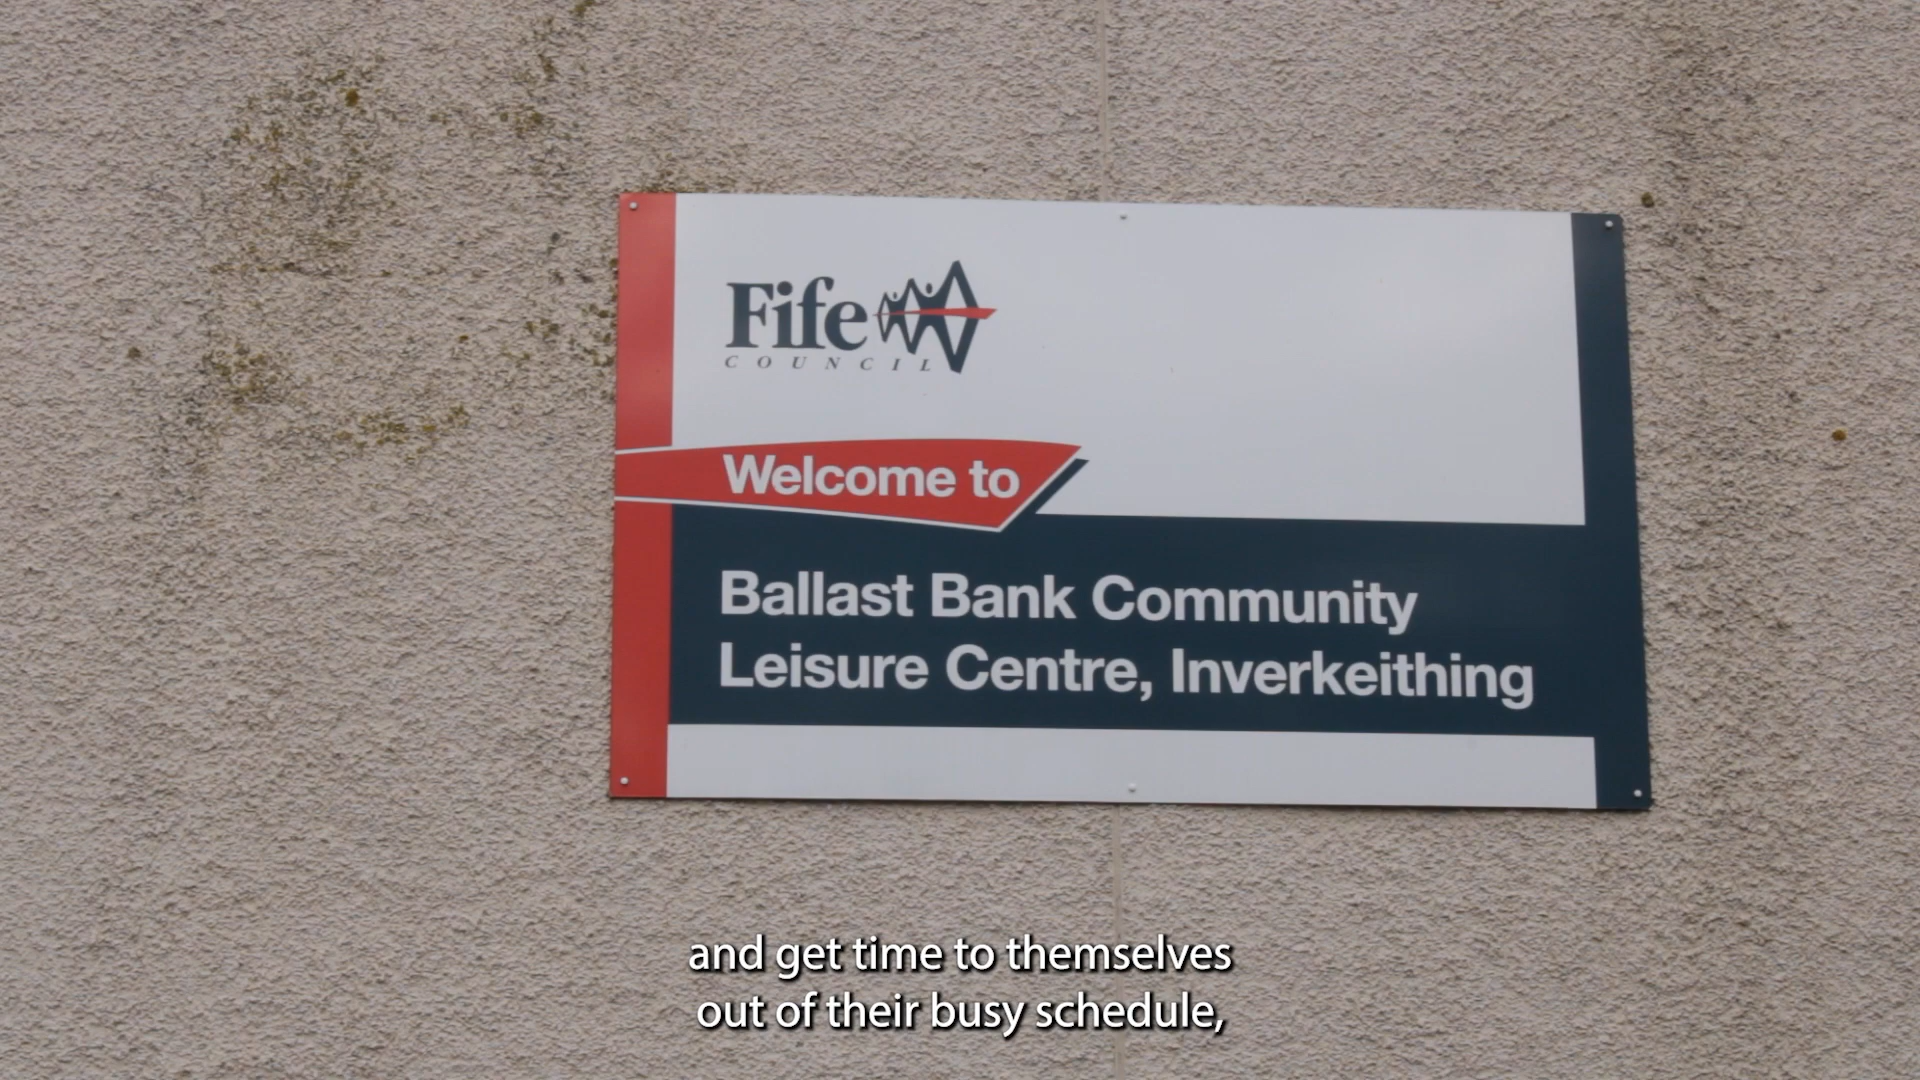 Fife
COUNCIL
Welcome to
Ballast Bank Community
Leisure Centre, Inverkeithing
and get time to themselves
out of their busy schedule,